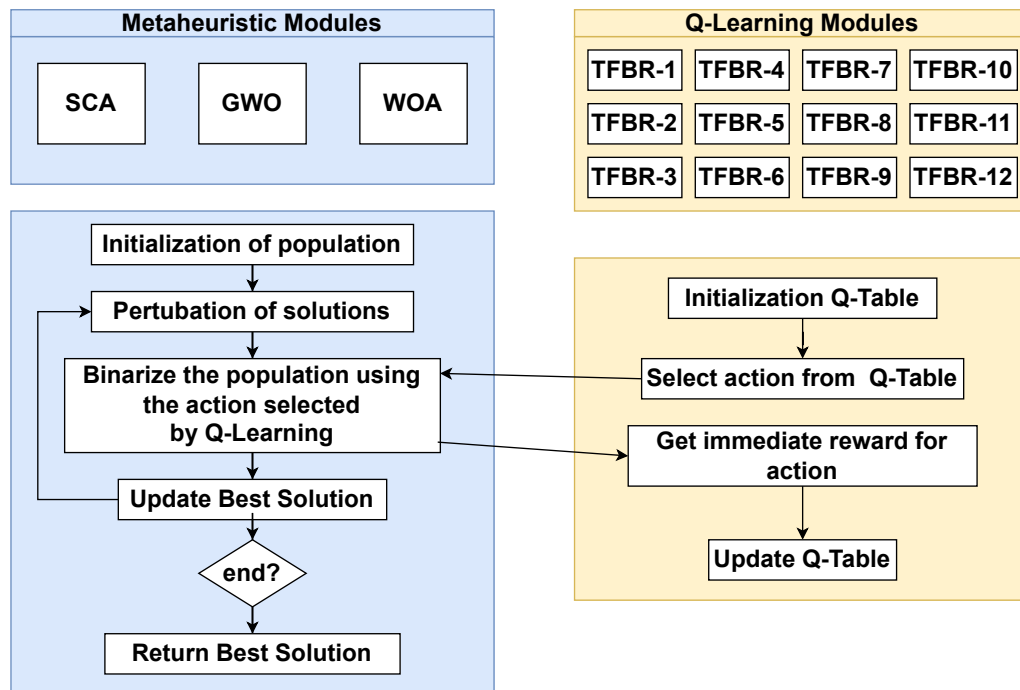 Metaheuristic Modules
SCA
GWO
WOA
Q-Learning Modules
TFBR-1
TFBR-4
TFBR-7
TFBR-10
TFBR-2
TFBR-5
TFBR-8
TFBR-11
TFBR-3
TFBR-6
TFBR-9
TFBR-12
Initialization of population
Pertubation of solutions
Binarize the population using
the action selected
by Q-Learning
Update Best Solution
end?
Return Best Solution
Initialization Q-Table
Select action from Q-Table
Get immediate reward for
action
Update Q-Table